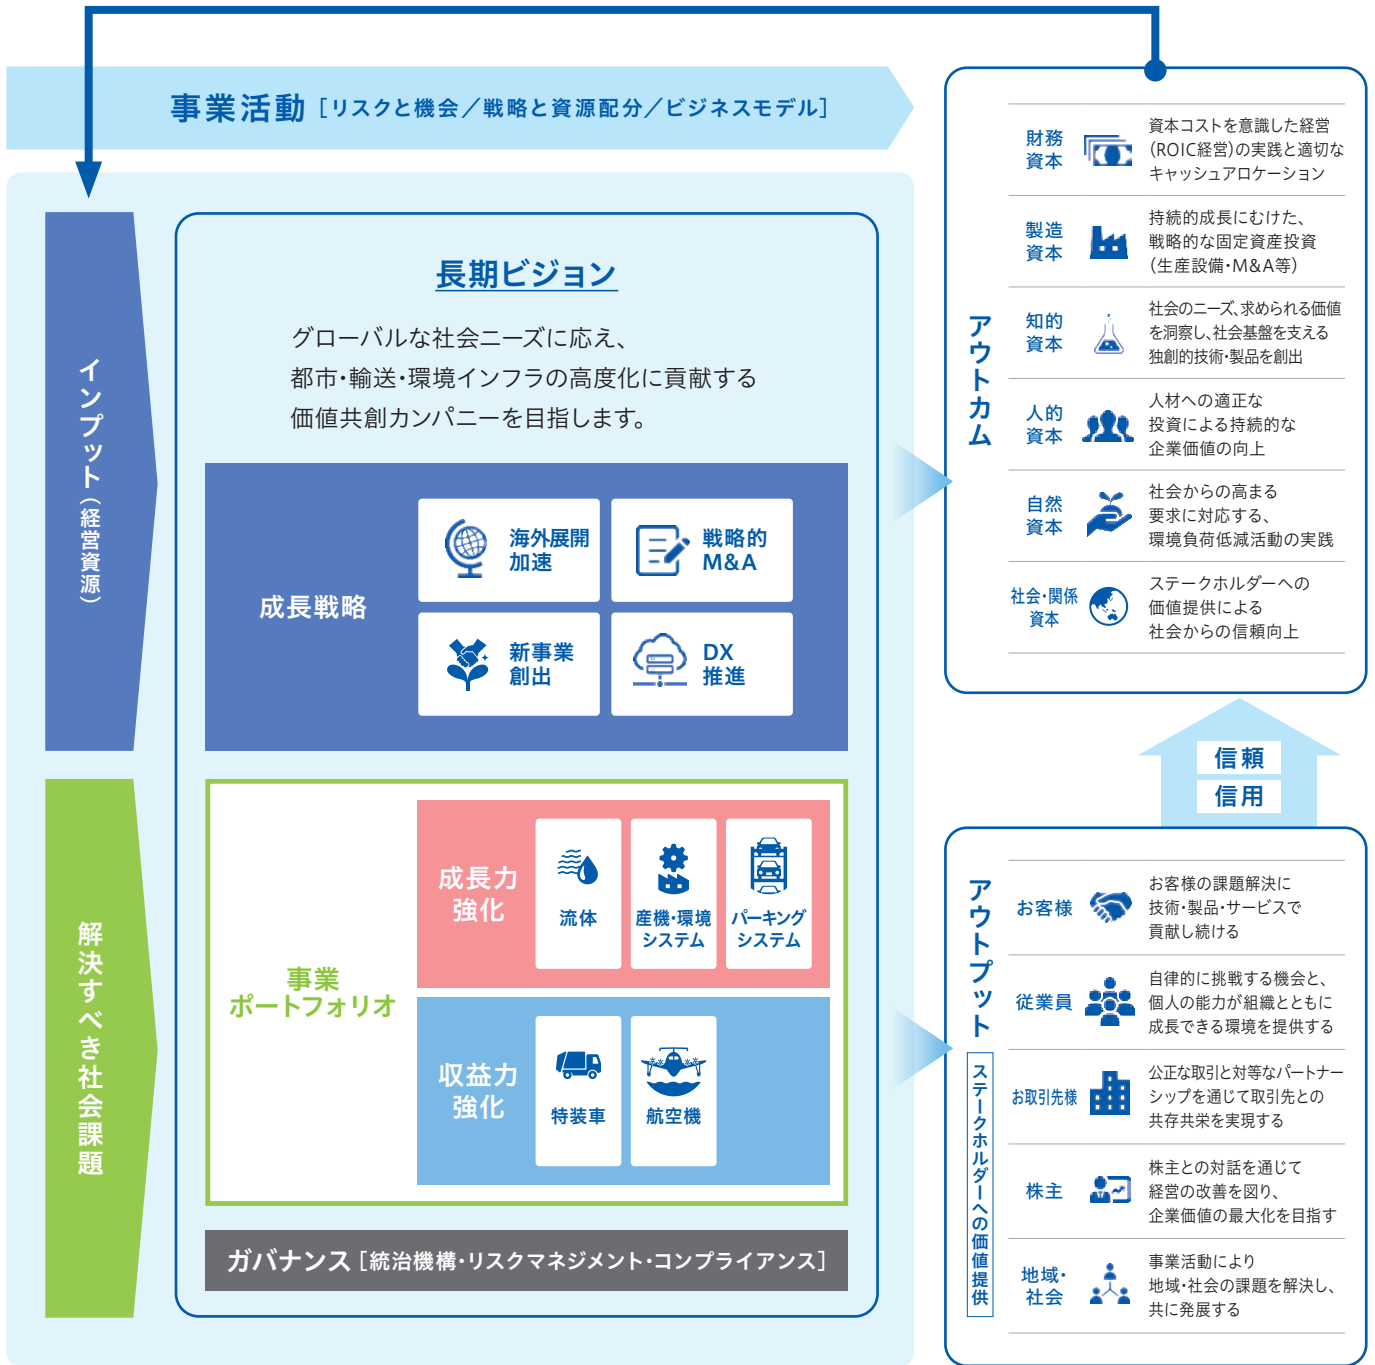 事業活動［リスクと機会／戦略と資源配分／ビジネスモデル］
インプット（経営資源）
解決すべき社会課題
長期ビジョン
グローバルな社会ニーズに応え、
都市・輸送・環境インフラの高度化に貢献する
価値共創カンパニーを目指します。
成長戦略
海外展開
加速
戦略的
M&A
新事業
創出
DX
推進
事業
ポートフォリオ
成長力
強化
流体
産機・環境
システム
パーキング
システム
収益力
強化
特装車
航空機
ガバナンス［統治機構・リスクマネジメント・コンプライアンス］
アウトカム
財務
資本
資本コストを意識した経営
（ROIC経営）の実践と適切な
キャッシュアロケーション
製造
資本
持続的成長にむけた、
戦略的な固定資産投資
（生産設備・M&A等）
知的
資本
社会のニーズ、求められる価値
を洞察し、社会基盤を支える
独創的技術・製品を創出
人的
資本
人材への適正な
投資による持続的な
企業価値の向上
自然
資本
社会からの高まる
要求に対応する、
環境負荷低減活動の実践
社会・関係
資本
ステークホルダーへの
価値提供による
社会からの信頼向上
信頼
信用
アウトプット
ステークホルダーへの価値提供
お客様
お客様の課題解決に
技術・製品・サービスで
貢献し続ける
従業員
自律的に挑戦する機会と、
個人の能力が組織とともに
成長できる環境を提供する
お取引先様
公正な取引と対等なパートナー
シップを通じて取引先との
共存共栄を実現する
株主
株主との対話を通じて
経営の改善を図り、
企業価値の最大化を目指す
地域・
社会
事業活動により
地域・社会の課題を解決し、
共に発展する